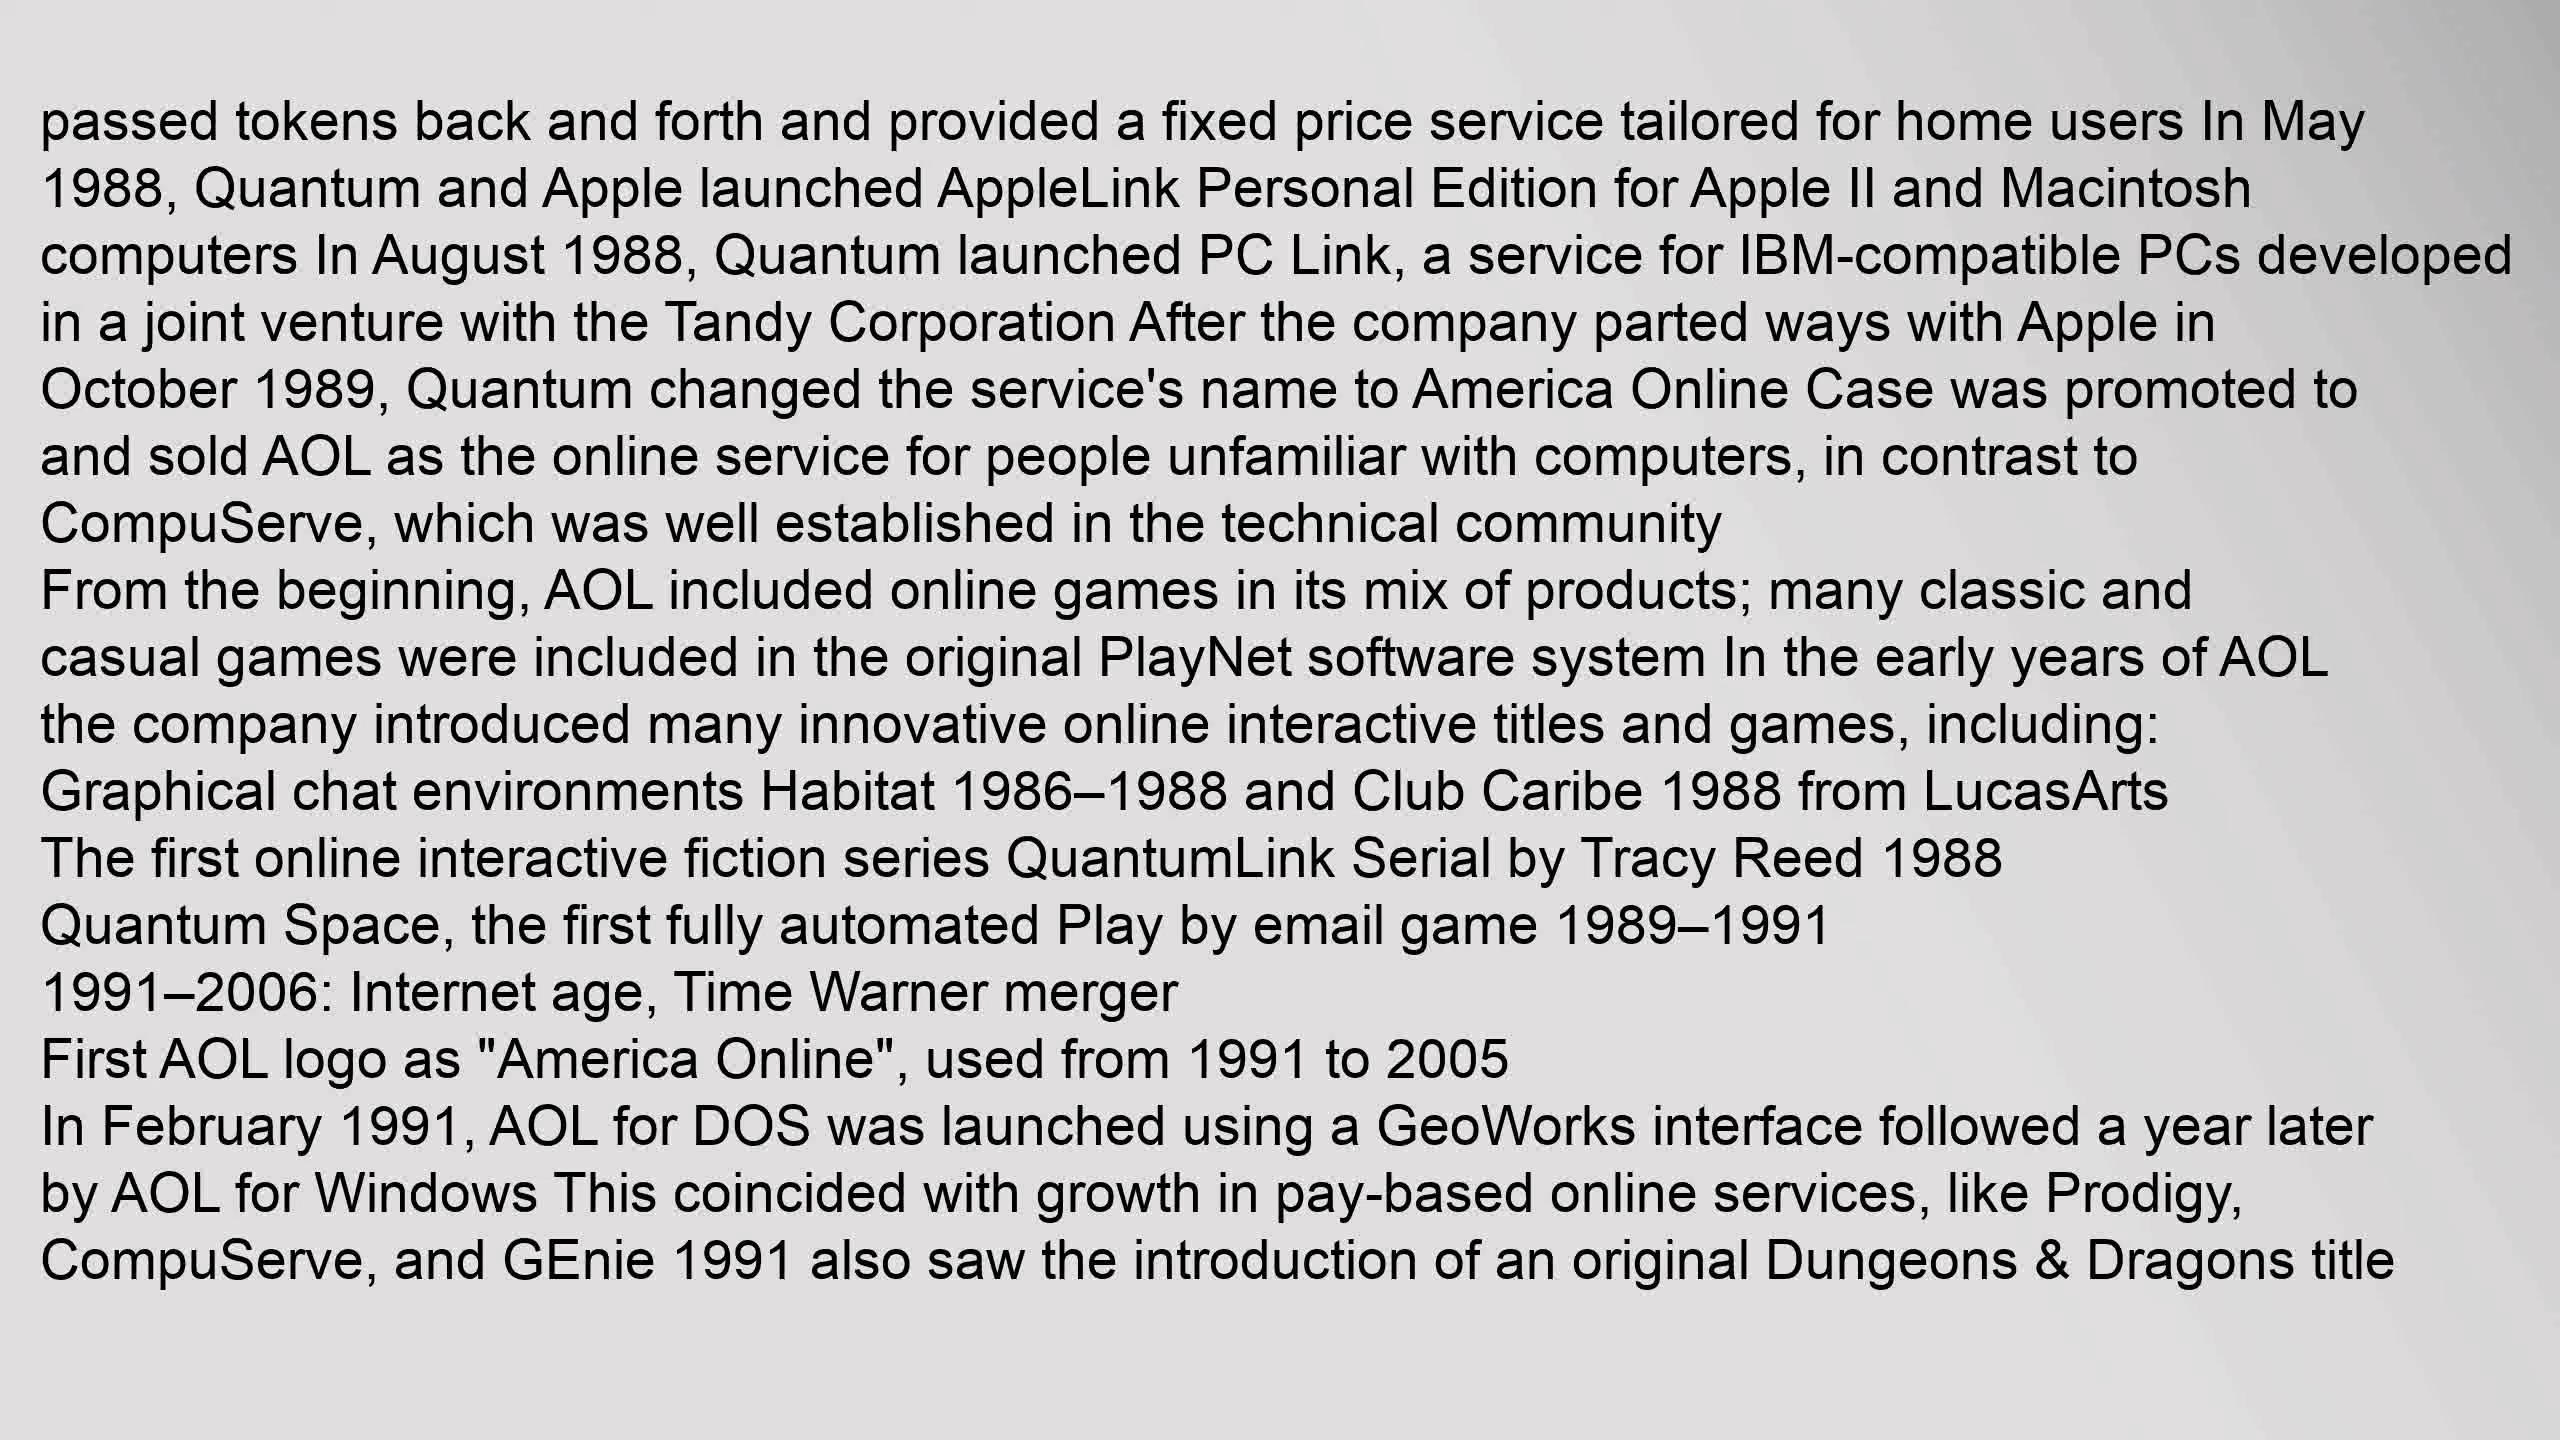 passed tokens back and forth and provided a fixed price service tailored for home users In May
1988, Quantum and Apple launched AppleLink Personal Edition for Apple II and Macintosh
computers In August 1988, Quantum launched PC Link, a service for IBM-compatible PCs developed
in a joint venture with the Tandy Corporation After the company parted ways with Apple in
October 1989, Quantum changed the service's name to America Online Case was promoted to
and sold AOL as the online service for people unfamiliar with computers, in contrast to
CompuServe, which was well established in the technical community
From the beginning, AOL included online games in its mix of products; many classic and
casual games were included in the original PlayNet software system In the early years of AOL
the company introduced many innovative online interactive titles and games, including:
Graphical chat environments Habitat 1986–1988 and Club Caribe 1988 from LucasArts
The first online interactive fiction series QuantumLink Serial by Tracy Reed 1988
Quantum Space, the first fully automated Play by email game 1989–1991
1991–2006: Internet age, Time Warner merger
First AOL logo as "America Online", used from 1991 to 2005
In February 1991, AOL for DOS was launched using a GeoWorks interface followed a year later
by AOL for Windows This coincided with growth in pay-based online services, like Prodigy,
CompuServe, and GEnie 1991 also saw the introduction of an original Dungeons & Dragons title